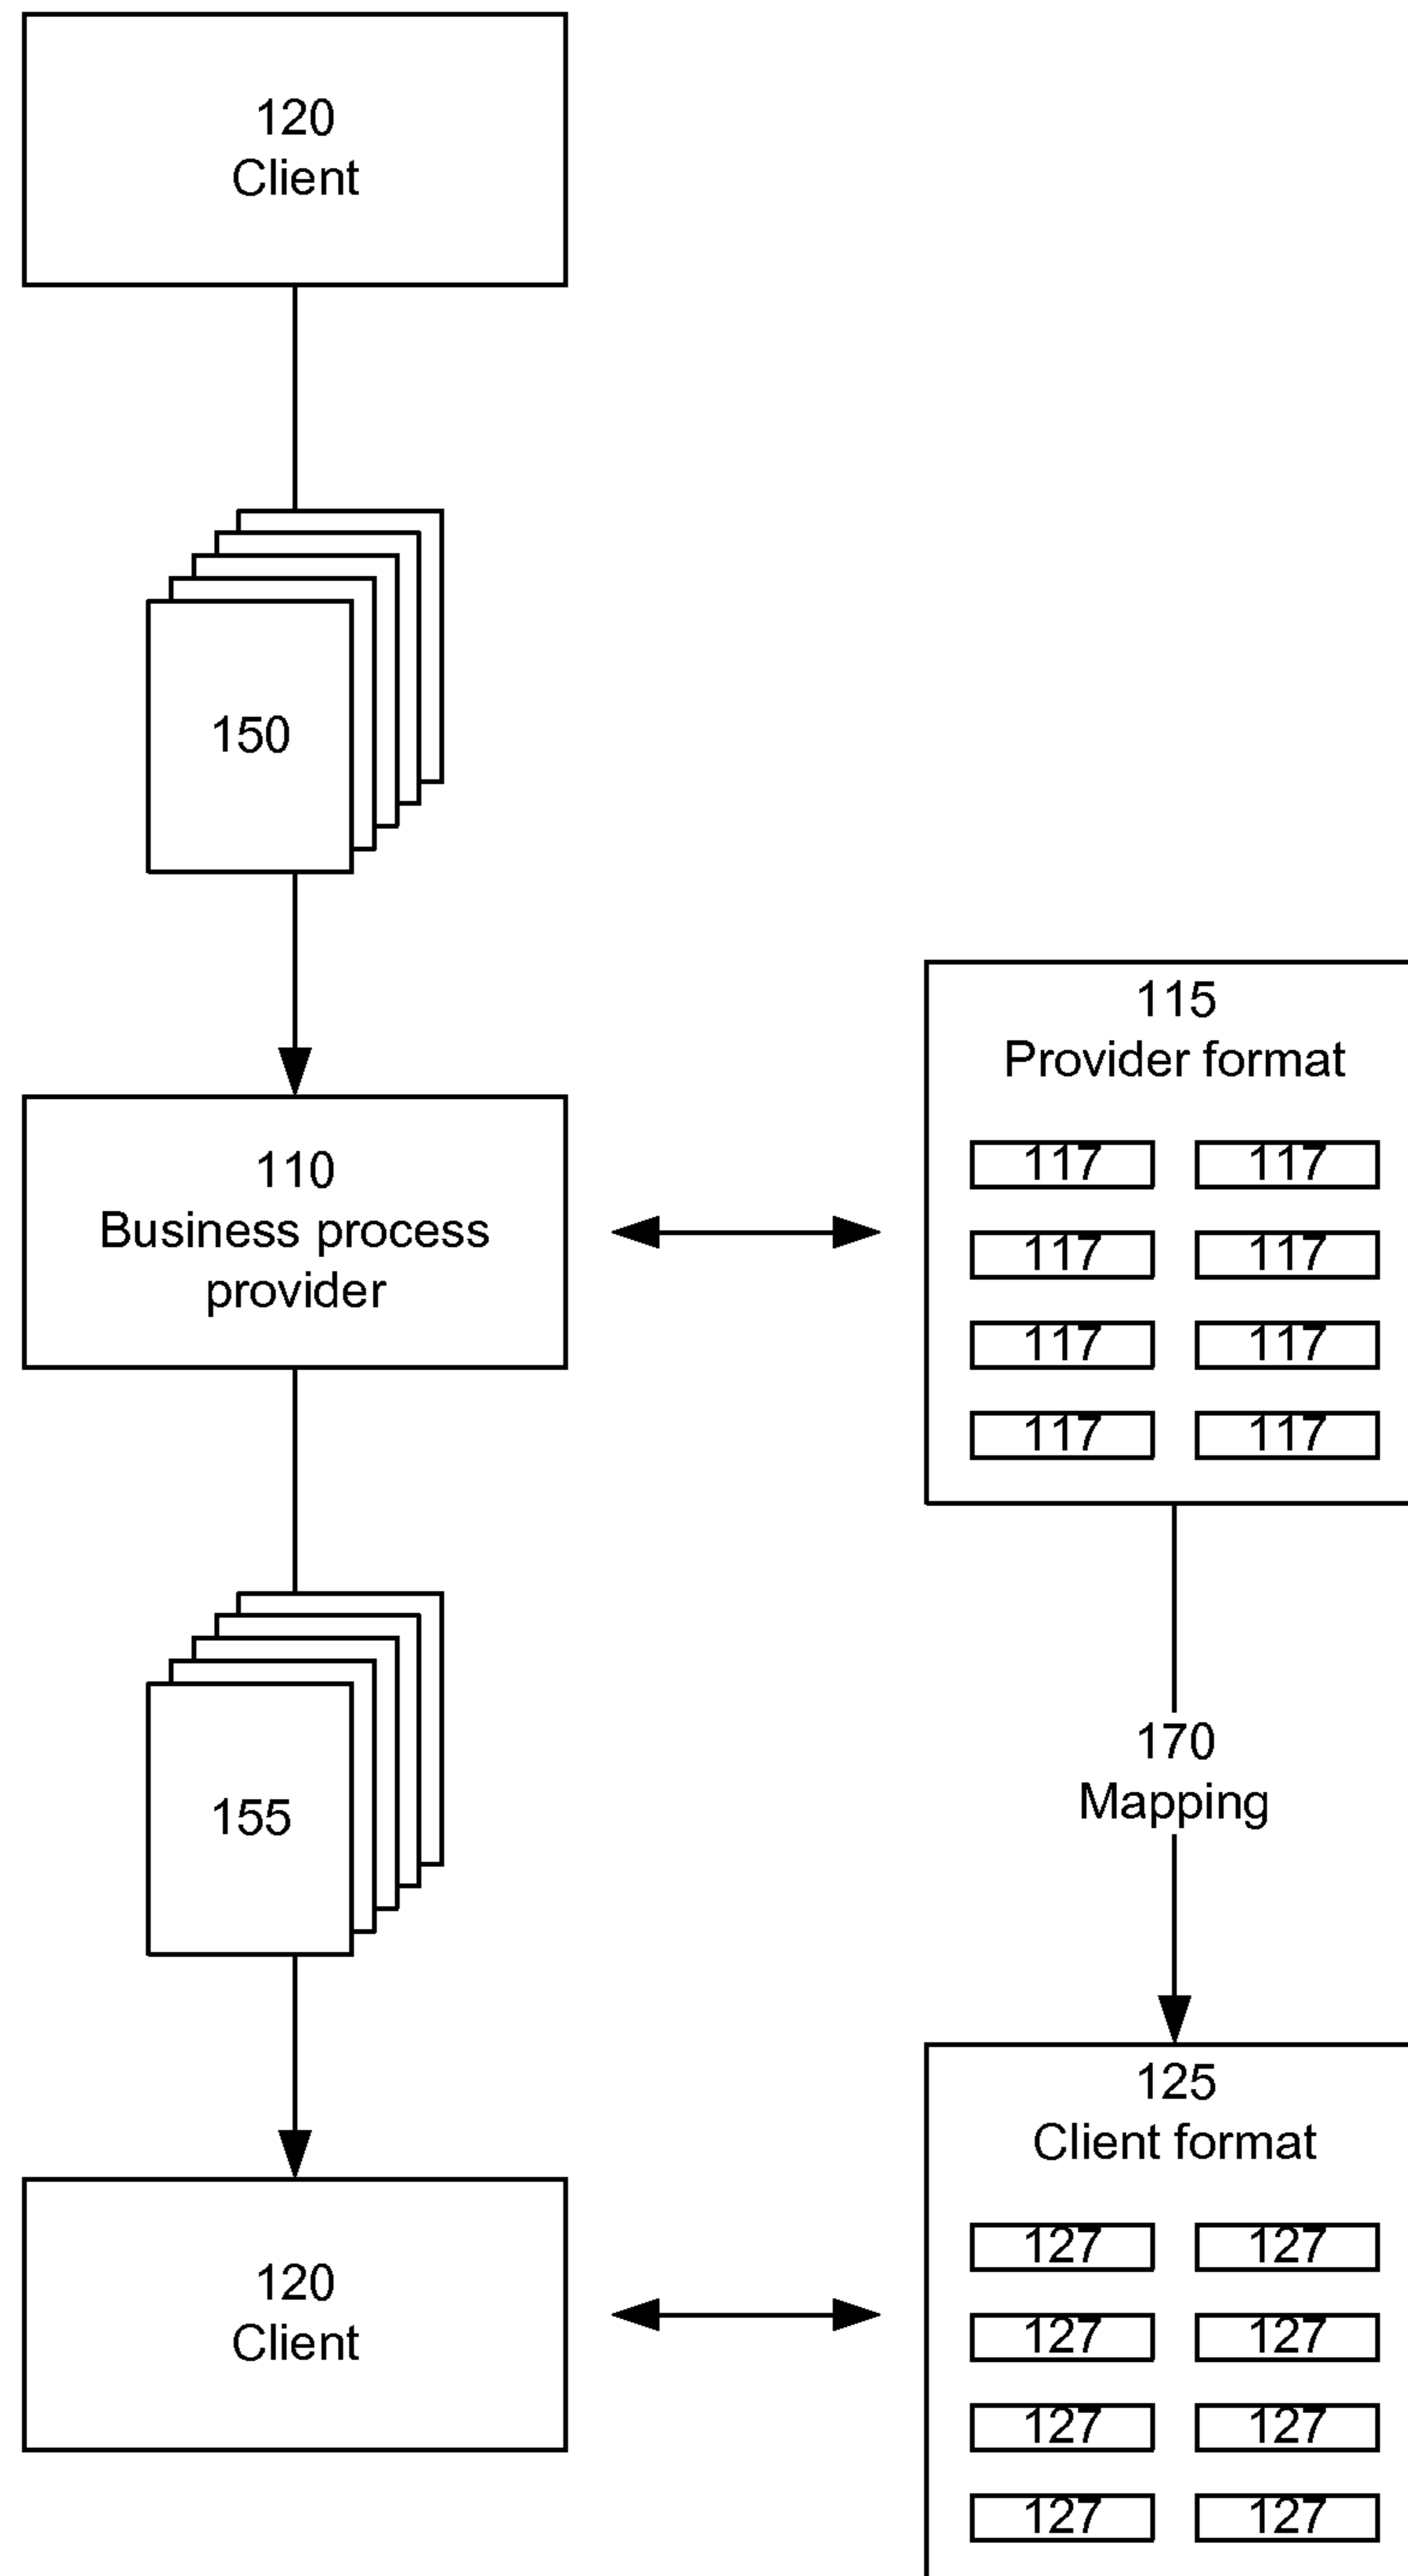 120
Client
150
110
Business process
provider
115
Provider format
117 117
117 117
117 117
117 117
155
170
Mapping
120
Client
125
Client format
127 127
127 127
127 127
127 127